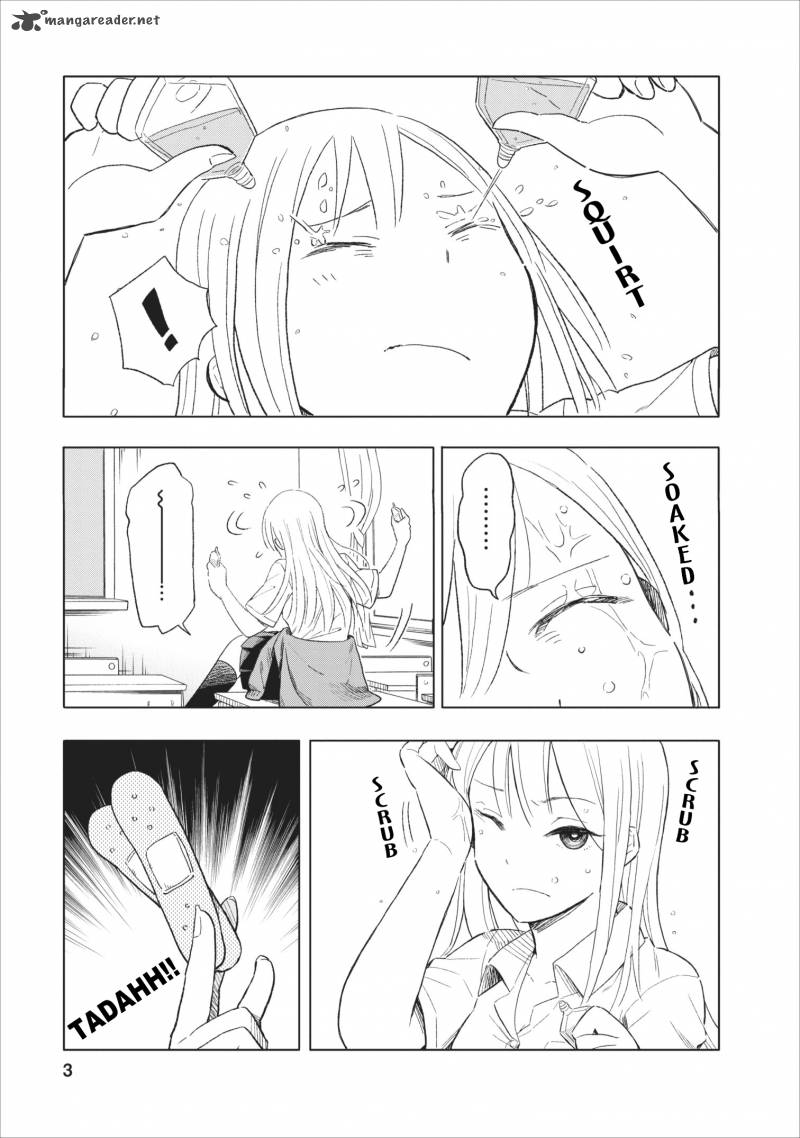 mangareader.net
SQUIRT
!
SOAKED...
........
~........
SCRUB
SCRUB
TADAHH!!
3